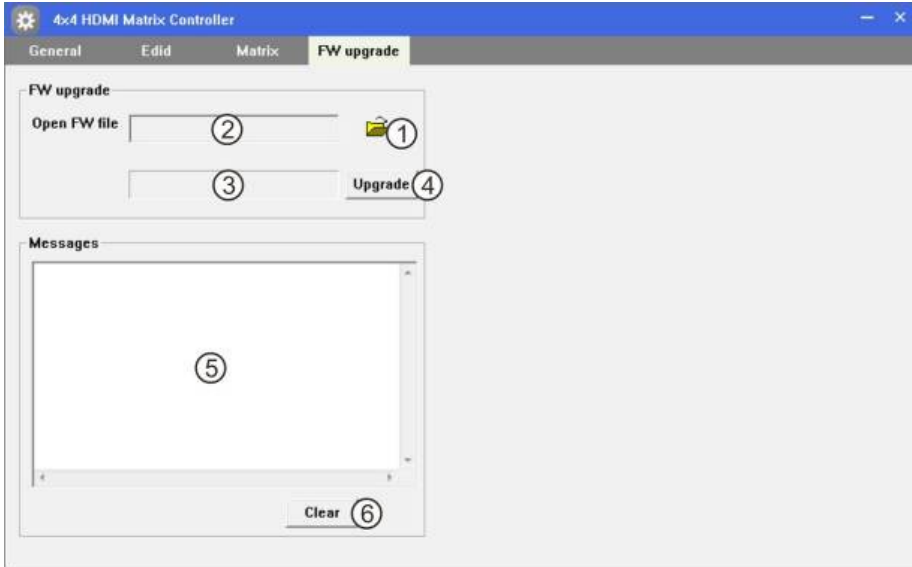 4x4 HDMI Matrix Controller
General Edid Matrix FW upgrade
FW upgrade
Open FW file ② ①
③ Upgrade ④
Messages
⑤
Clear ⑥